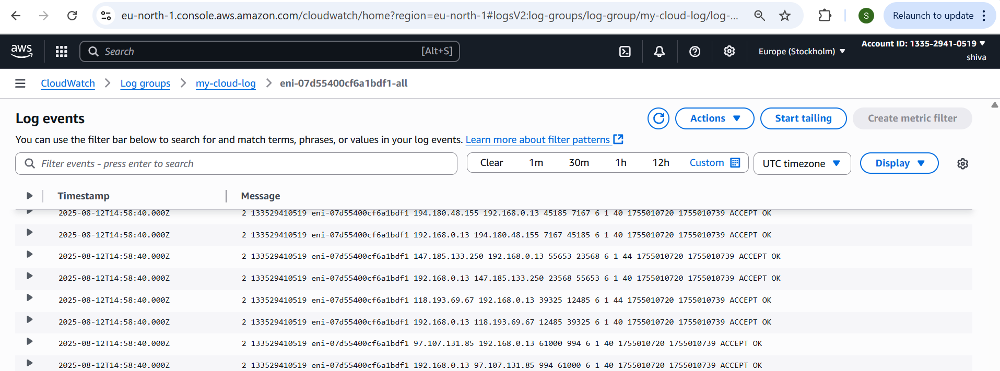 eu-north-1.console.aws.amazon.com/cloudwatch/home?region=eu-north-1#logsV2:log-groups/log-group/my-cloud-log/log-...
S
Relaunch to update
aws
Search
[Alt+S]
Europe (Stockholm)
Account ID: 1335-2941-0519
shiva
CloudWatch
Log groups
my-cloud-log
eni-07d55400cf6a1bdf1-all
Log events
Actions
Start tailing
Create metric filter
You can use the filter bar below to search for and match terms, phrases, or values in your log events. Learn more about filter patterns
Filter events - press enter to search
Clear
1m
30m
1h
12h
Custom
UTC timezone
Display
Timestamp
Message
2025-08-12T14:58:40.000Z 2 133529410519 eni-07d55400cf6a1bdf1 194.180.48.155 192.168.0.13 45185 7167 6 1 40 1755010720 1755010739 ACCEPT OK
2025-08-12T14:58:40.000Z 2 133529410519 eni-07d55400cf6a1bdf1 192.168.0.13 194.180.48.155 7167 45185 6 1 40 1755010720 1755010739 ACCEPT OK
2025-08-12T14:58:40.000Z 2 133529410519 eni-07d55400cf6a1bdf1 147.185.133.250 192.168.0.13 55653 23568 6 1 44 1755010720 1755010739 ACCEPT OK
2025-08-12T14:58:40.000Z 2 133529410519 eni-07d55400cf6a1bdf1 192.168.0.13 147.185.133.250 23568 55653 6 1 40 1755010720 1755010739 ACCEPT OK
2025-08-12T14:58:40.000Z 2 133529410519 eni-07d55400cf6a1bdf1 118.193.69.67 192.168.0.13 39325 12485 6 1 44 1755010720 1755010739 ACCEPT OK
2025-08-12T14:58:40.000Z 2 133529410519 eni-07d55400cf6a1bdf1 192.168.0.13 118.193.69.67 12485 39325 6 1 40 1755010720 1755010739 ACCEPT OK
2025-08-12T14:58:40.000Z 2 133529410519 eni-07d55400cf6a1bdf1 97.107.131.85 192.168.0.13 61000 994 6 1 40 1755010720 1755010739 ACCEPT OK
2025-08-12T14:58:40.000Z 2 133529410519 eni-07d55400cf6a1bdf1 192.168.0.13 97.107.131.85 994 61000 6 1 40 1755010720 1755010739 ACCEPT OK